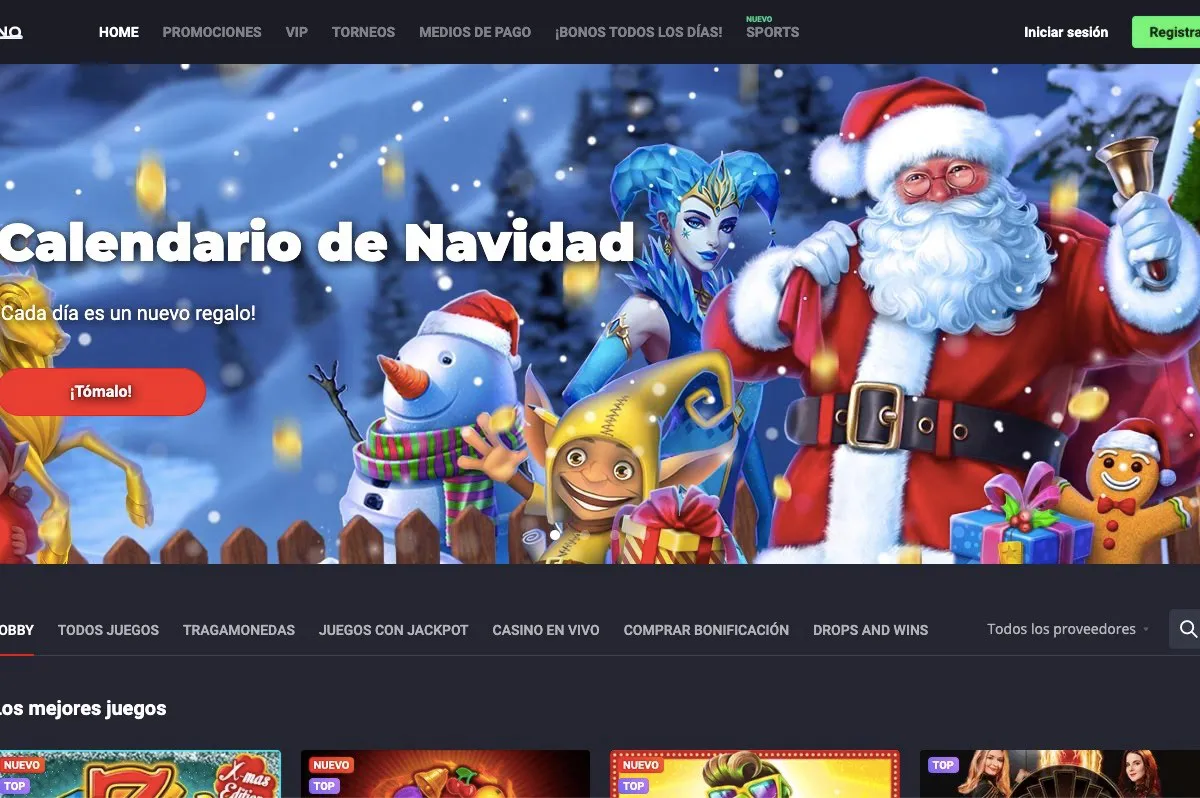 NO
HOME PROMOCIONES VIP TORNEOS MEDIOS DE PAGO ¡BONOS TODOS LOS DÍAS! NUEVO SPORTS Iniciar sesión Registra
Calendario de Navidad
Cada día es un nuevo regalo!
¡Tómalo!
OBBY TODOS JUEGOS TRAGAMONEDAS JUEGOS CON JACKPOT CASINO EN VIVO COMPRAR BONIFICACIÓN DROPS AND WINS Todos los proveedores
Los mejores juegos
NUEVO NUEVO NUEVO TOP
TOP TOP TOP
X-mas
Edition